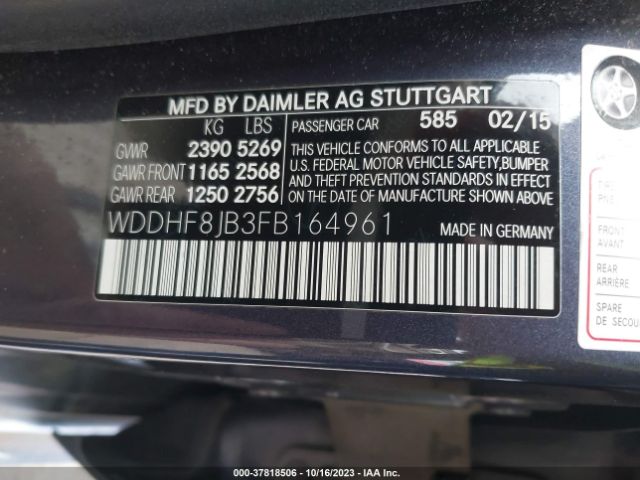 MFD BY DAIMLER AG STUTTGART
KG LBS
GVWR 2390 5269
GAWR FRONT 1165 2568
GAWR REAR 1250 2756
PASSENGER CAR 585 02/15
THIS VEHICLE CONFORMS TO ALL APPLICABLE
U.S. FEDERAL MOTOR VEHICLE SAFETY,BUMPER
AND THEFT PREVENTION STANDARDS IN EFFECT
ON THE DATE OF MANUFACTURE SHOWN ABOVE.
WDDHF8JB3FB164961
MADE IN GERMANY
TIRE
PNE
FRONT
AVANT
REAR
ARRIÈRE
SPARE
DE SECOU
000-37818506 | 10/16/2023 | IAA Inc.